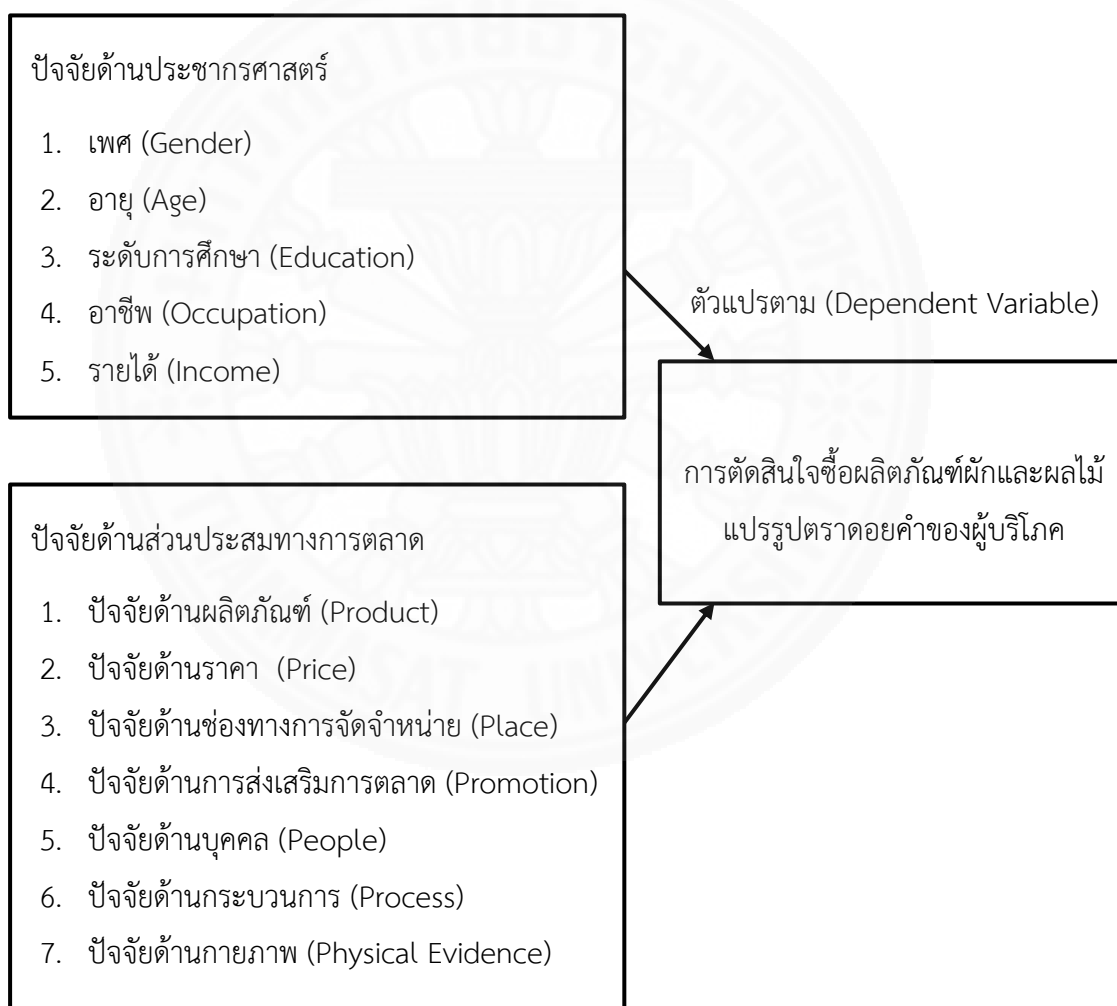 ปัจจัยด้านประชากรศาสตร์
1. เพศ (Gender)
2. อายุ (Age)
3. ระดับการศึกษา (Education)
4. อาชีพ (Occupation)
5. รายได้ (Income)
ตัวแปรตาม (Dependent Variable)
การตัดสินใจซื้อผลิตภัณฑ์ผักและผลไม้
แปรรูปตราดอยคำของผู้บริโภค
ปัจจัยด้านส่วนประสมทางการตลาด
1. ปัจจัยด้านผลิตภัณฑ์ (Product)
2. ปัจจัยด้านราคา (Price)
3. ปัจจัยด้านช่องทางการจัดจำหน่าย (Place)
4. ปัจจัยด้านการส่งเสริมการตลาด (Promotion)
5. ปัจจัยด้านบุคคล (People)
6. ปัจจัยด้านกระบวนการ (Process)
7. ปัจจัยด้านกายภาพ (Physical Evidence)